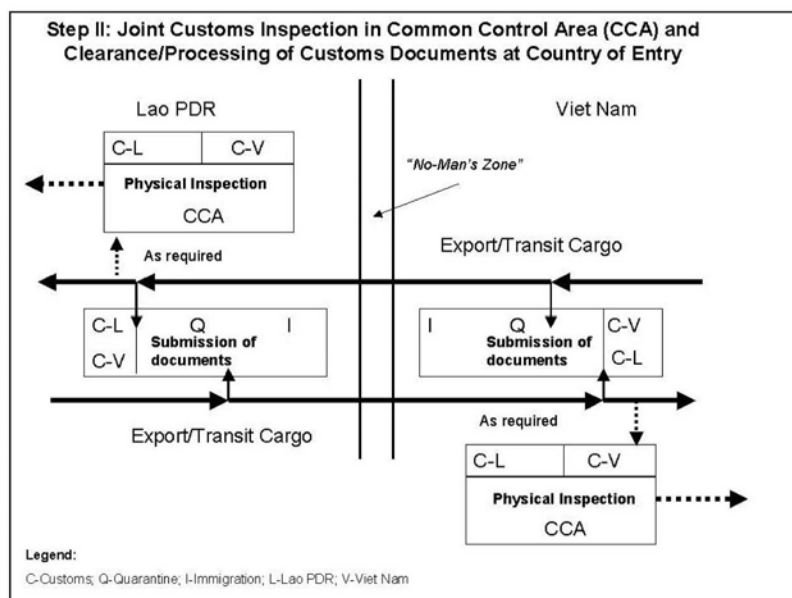 Step II: Joint Customs Inspection in Common Control Area (CCA) and
Clearance/Processing of Customs Documents at Country of Entry
Lao PDR
Viet Nam
C-L
C-V
Physical Inspection
CCA
"No-Man's Zone"
As required
Export/Transit Cargo
C-L
Q
I
Submission of
documents
C-V
I
Q
C-V
Submission of
documents
C-L
Export/Transit Cargo
As required
C-L
C-V
Physical Inspection
CCA
Legend:
C-Customs; Q-Quarantine; I-Immigration; L-Lao PDR; V-Viet Nam